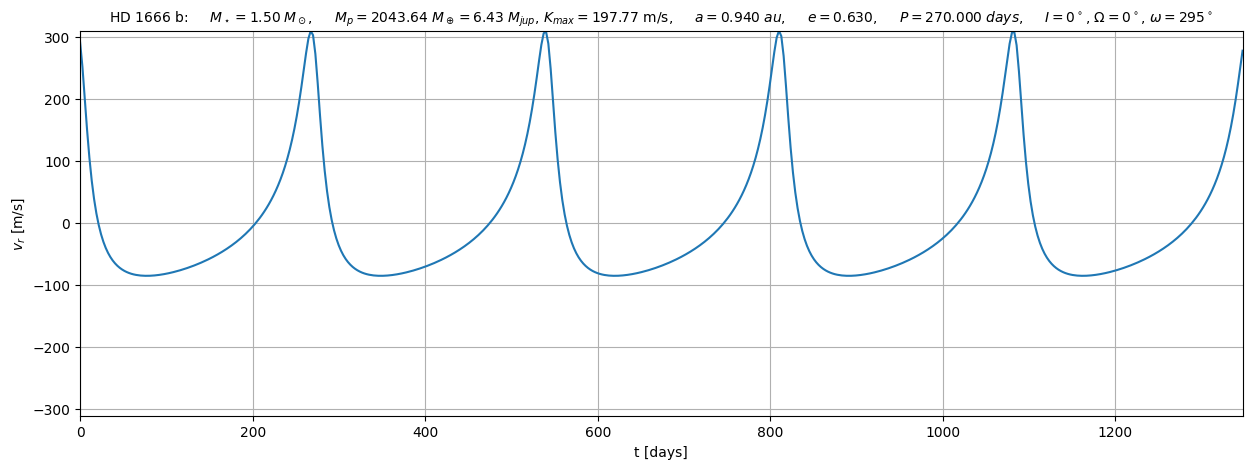 HD 1666 b: M⋆ = 1.50 M⊙, Mp = 2043.64 M⊕ = 6.43 Mjup, Kmax = 197.77 m/s, a = 0.940 au, e = 0.630, P = 270.000 days, I = 0°, Ω = 0°, ω = 295°
300
200
100
0
−100
−200
−300
vr [m/s]
0 200 400 600 800 1000 1200
t [days]